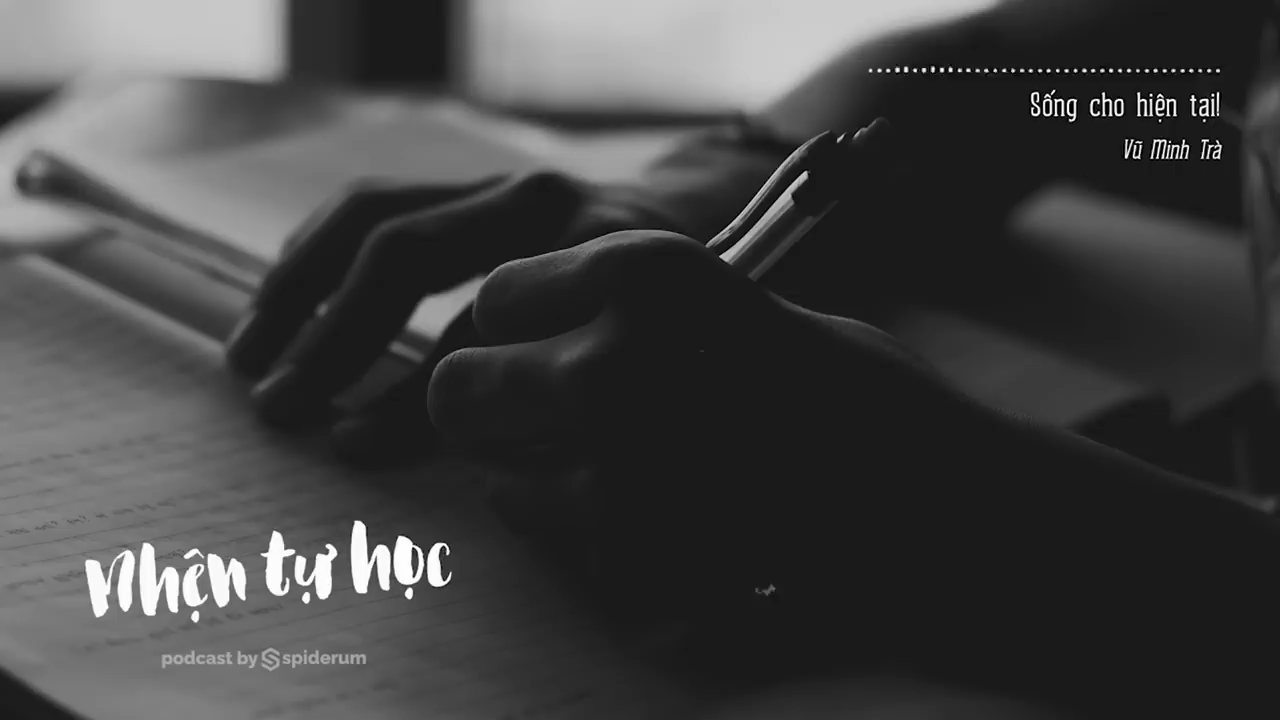 Sống cho hiện tại!
Vũ Minh Trà
Nhện tự học
podcast by spiderum